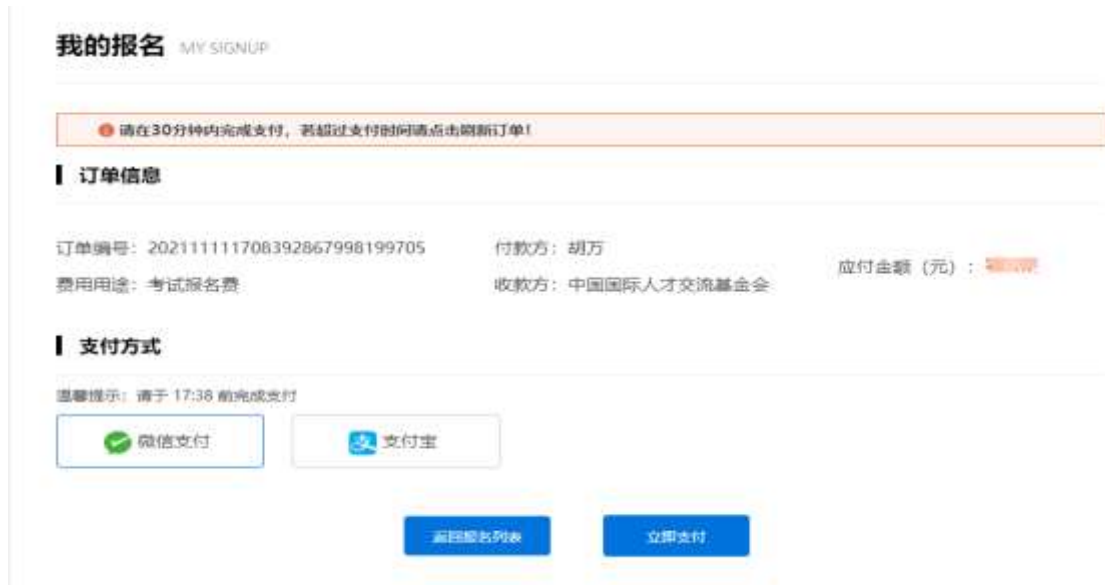 我的报名 MY SIGNUP
请在30分钟内完成支付，若超过支付时间请点击刷新订单！
订单信息
订单编号：202111111708392867998199705 付款方：胡万 应付金额（元）：
费用用途：考试报名费 收款方：中国国际人才交流基金会
支付方式
温馨提示：请于 17:38 前完成支付
微信支付 支付宝
返回报名列表 立即支付